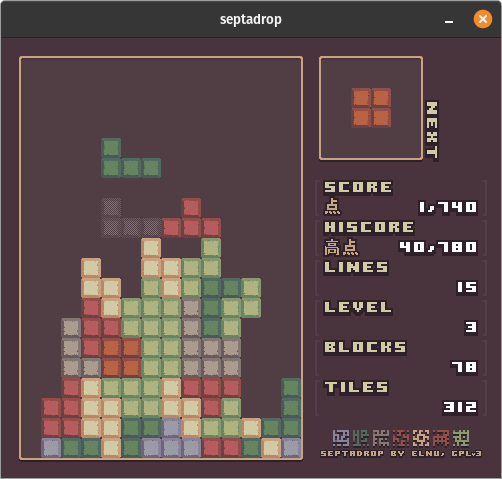 septadrop
NEXT
SCORE
点 1,740
HISCORE
高点 40,780
LINES
15
LEVEL
3
BLOCKS
78
TILES
312
SEPTADROP BY ELNU, GPLv3